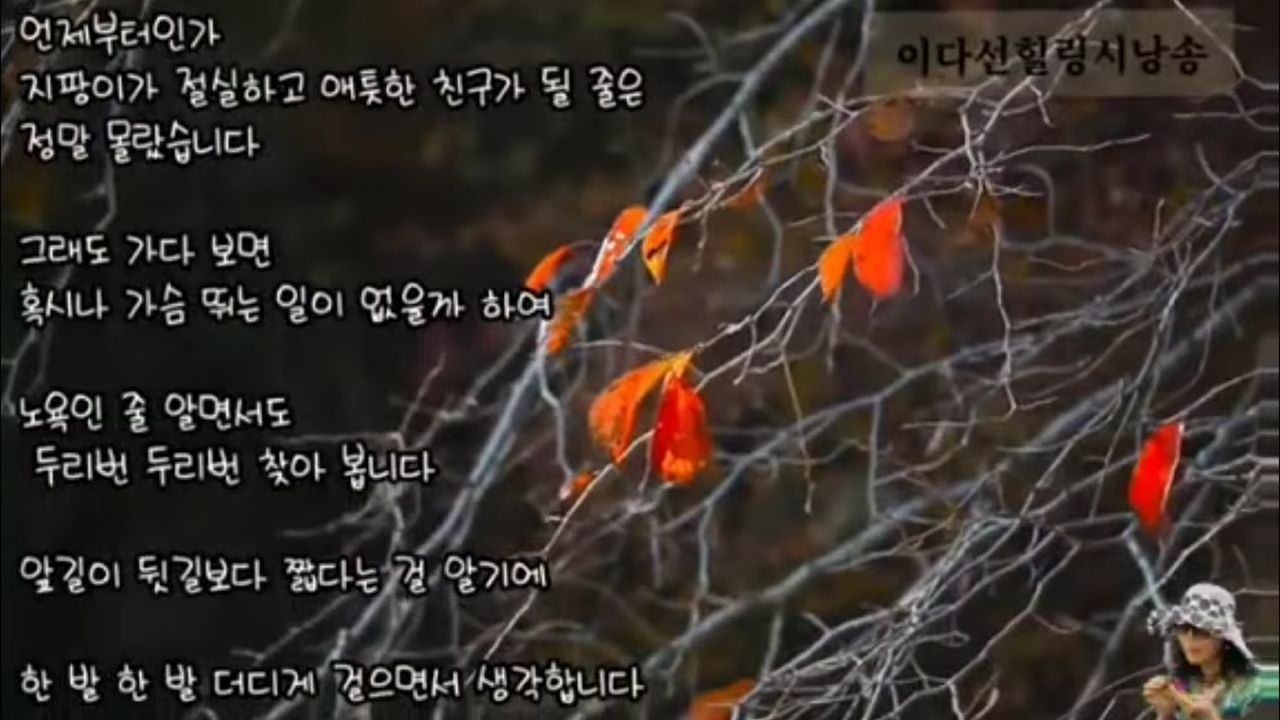 이다선힐링시낭송
언제부터인가
지팡이가 절실하고 애틋한 친구가 될 줄은
정말 몰랐습니다
그래도 가다 보면
혹시나 가슴 뛰는 일이 없을까 하여
노욕인 줄 알면서도
두리번 두리번 찾아 봅니다
앞길이 뒷길보다 짧다는 걸 알기에
한 발 한 발 더디게 걸으면서 생각합니다